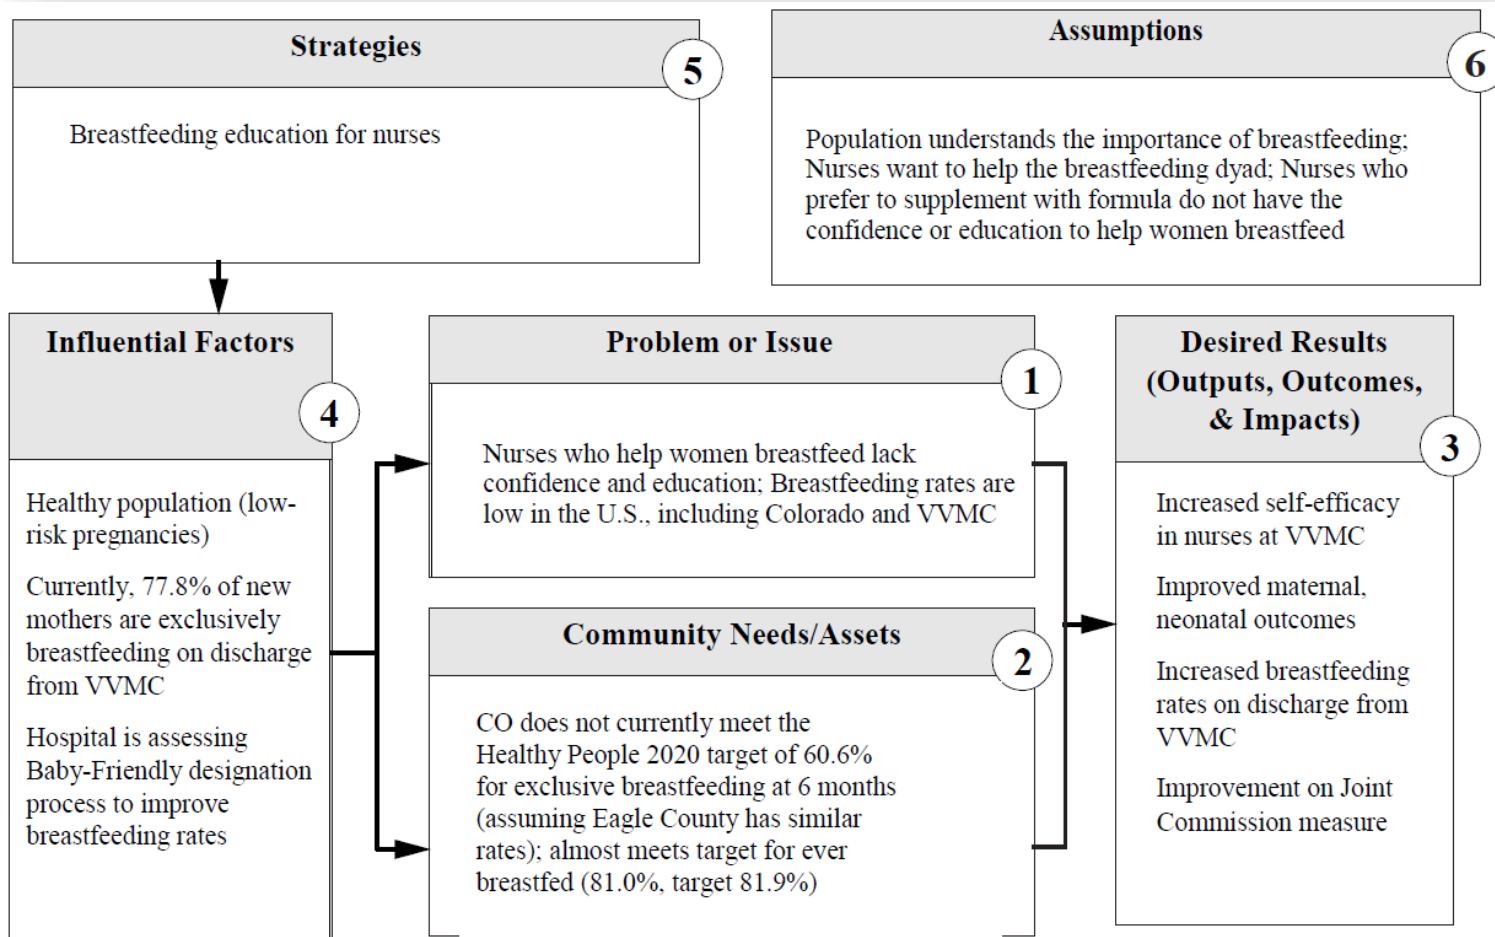 Strategies
5
Breastfeeding education for nurses
Assumptions
6
Population understands the importance of breastfeeding;
Nurses want to help the breastfeeding dyad; Nurses who
prefer to supplement with formula do not have the
confidence or education to help women breastfeed
Influential Factors
4
Healthy population (low-
risk pregnancies)
Currently, 77.8% of new
mothers are exclusively
breastfeeding on discharge
from VVMC
Hospital is assessing
Baby-Friendly designation
process to improve
breastfeeding rates
Problem or Issue
1
Nurses who help women breastfeed lack
confidence and education; Breastfeeding rates are
low in the U.S., including Colorado and VVMC
Community Needs/Assets
2
CO does not currently meet the
Healthy People 2020 target of 60.6%
for exclusive breastfeeding at 6 months
(assuming Eagle County has similar
rates); almost meets target for ever
breastfed (81.0%, target 81.9%)
Desired Results
(Outputs, Outcomes,
& Impacts)
3
Increased self-efficacy
in nurses at VVMC
Improved maternal,
neonatal outcomes
Increased breastfeeding
rates on discharge from
VVMC
Improvement on Joint
Commission measure